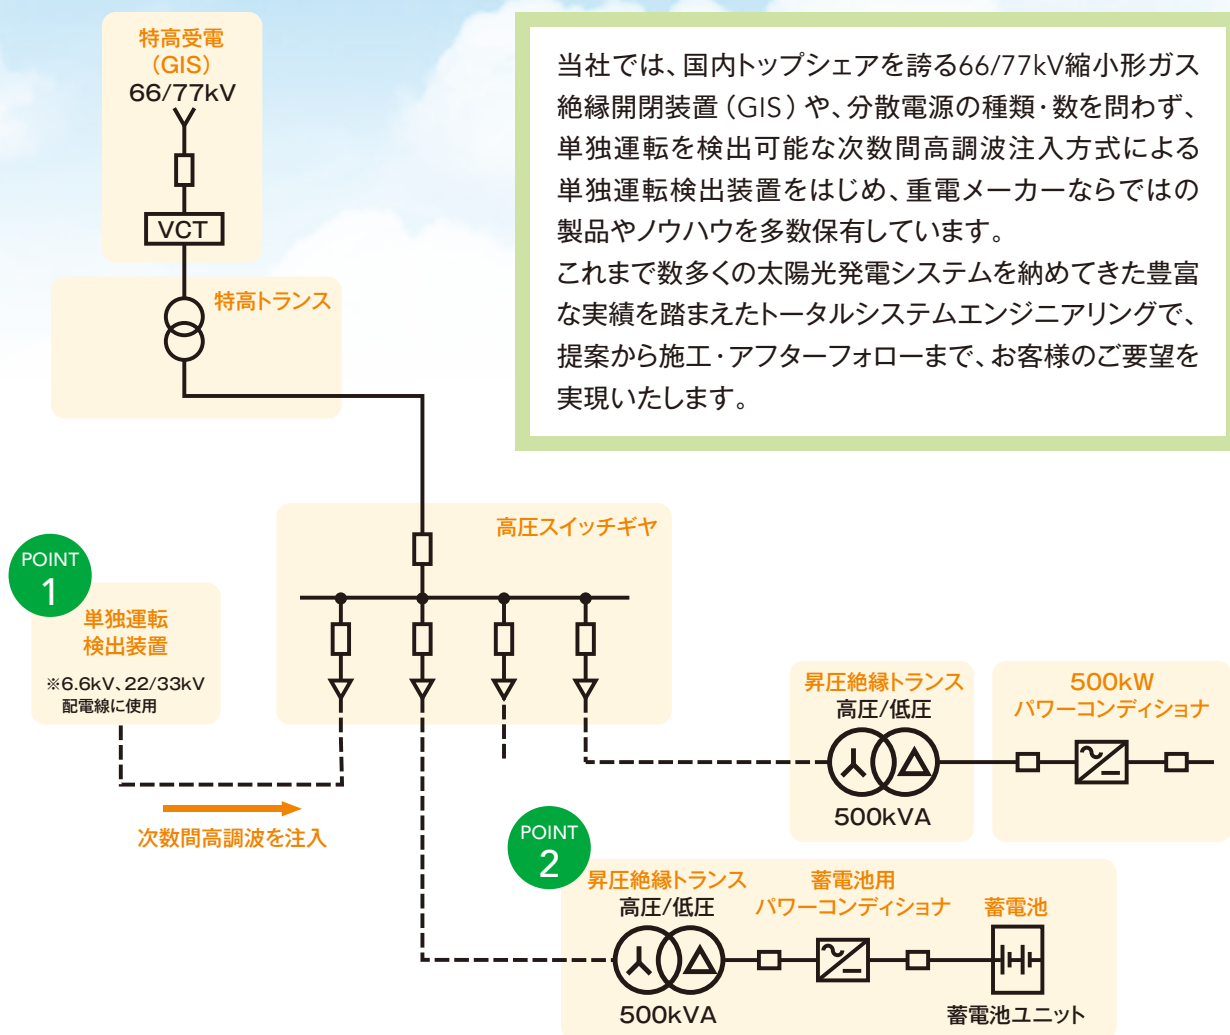 特高受電
(GIS)
66/77kV
VCT
特高トランス
当社では、国内トップシェアを誇る66/77kV縮小形ガス
絶縁開閉装置（GIS）や、分散電源の種類・数を問わず、
単独運転を検出可能な次数間高調波注入方式による
単独運転検出装置をはじめ、重電メーカーならではの
製品やノウハウを多数保有しています。
これまで数多くの太陽光発電システムを納めてきた豊富
な実績を踏まえたトータルシステムエンジニアリングで、
提案から施工・アフターフォローまで、お客様のご要望を
実現いたします。
高圧スイッチギヤ
POINT
1
単独運転
検出装置
※6.6kV、22/33kV
配電線に使用
次数間高調波を注入
昇圧絶縁トランス
高圧/低圧
500kVA
500kW
パワーコンディショナ
POINT
2
昇圧絶縁トランス
高圧/低圧
500kVA
蓄電池用
パワーコンディショナ
蓄電池
蓄電池ユニット